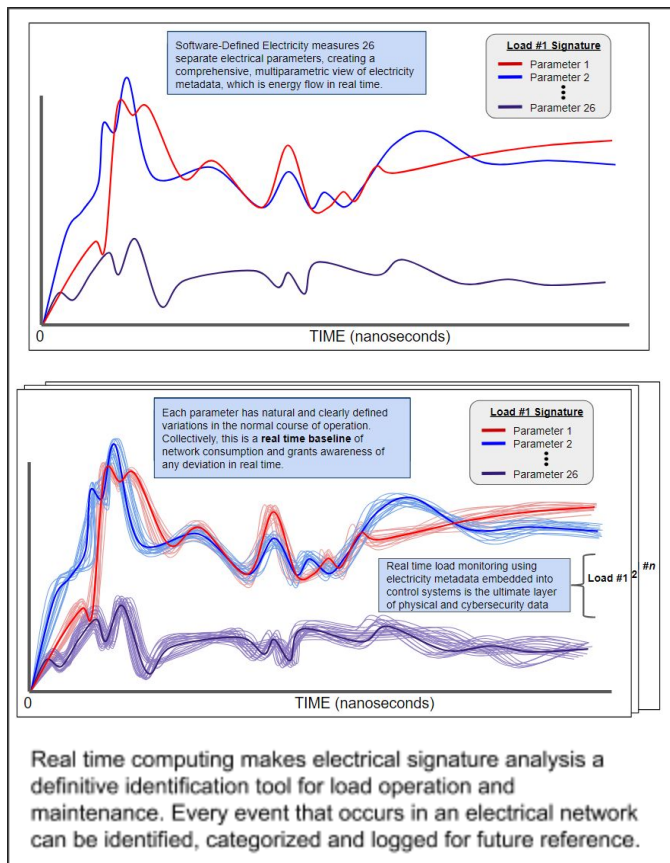 Software-Defined Electricity measures 26
separate electrical parameters, creating a
comprehensive, multiparametric view of electricity
metadata, which is energy flow in real time.
Load #1 Signature
Parameter 1
Parameter 2
Parameter 26
0
TIME (nanoseconds)
Each parameter has natural and clearly defined
variations in the normal course of operation.
Collectively, this is a real time baseline of
network consumption and grants awareness of
any deviation in real time.
Load #1 Signature
Parameter 1
Parameter 2
Parameter 26
Real time load monitoring using
electricity metadata embedded into
control systems is the ultimate layer
of physical and cybersecurity data
Load #1
2
#n
0
TIME (nanoseconds)
Real time computing makes electrical signature analysis a
definitive identification tool for load operation and
maintenance. Every event that occurs in an electrical network
can be identified, categorized and logged for future reference.